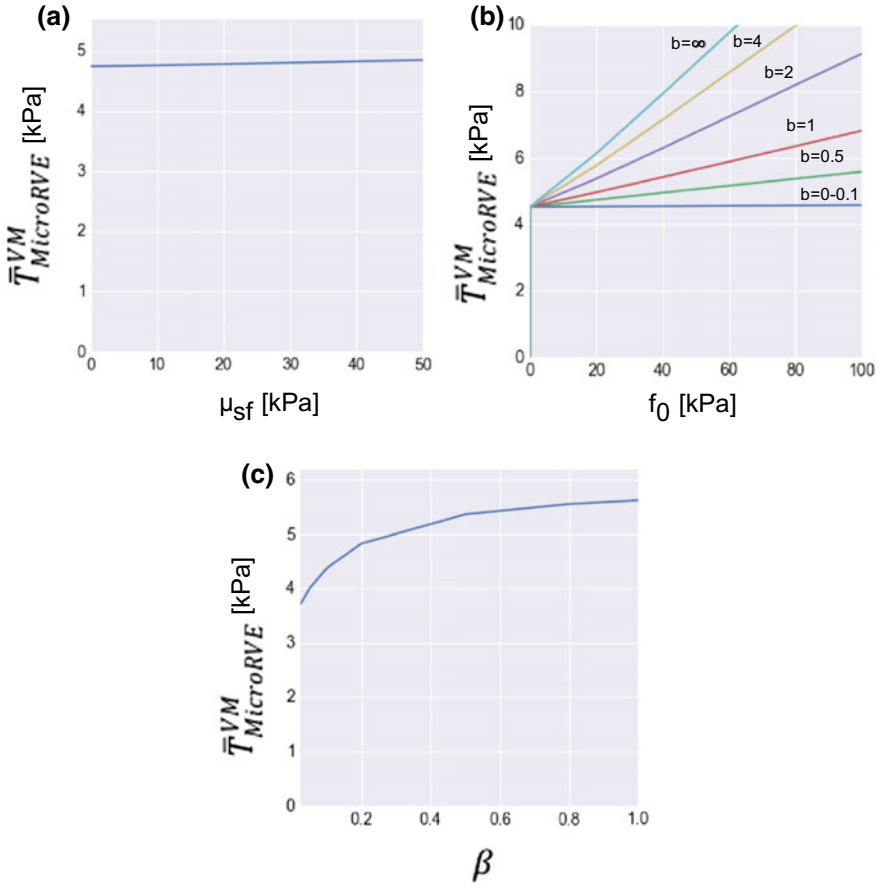 (a)
5
4
3
2
1
0
0 10 20 30 40 50
T̿ VM MicroRVE [kPa]
μsf [kPa]
(b)
10
8
6
4
2
0
0 20 40 60 80 100
b=∞
b=4
b=2
b=1
b=0.5
b=0-0.1
T̿ VM MicroRVE [kPa]
f0 [kPa]
(c)
6
5
4
3
2
1
0
0.2 0.4 0.6 0.8 1.0
T̿ VM MicroRVE [kPa]
β